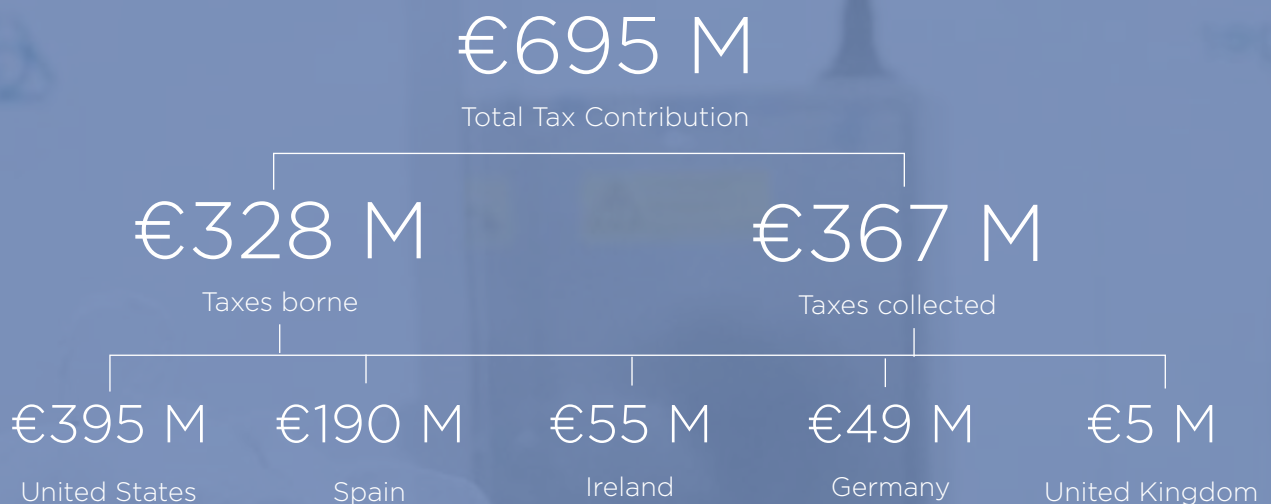 €695 M
Total Tax Contribution
€328 M
€367 M
Taxes borne
Taxes collected
€395 M
€190 M
€55 M
€49 M
€5 M
United States
Spain
Ireland
Germany
United Kingdom